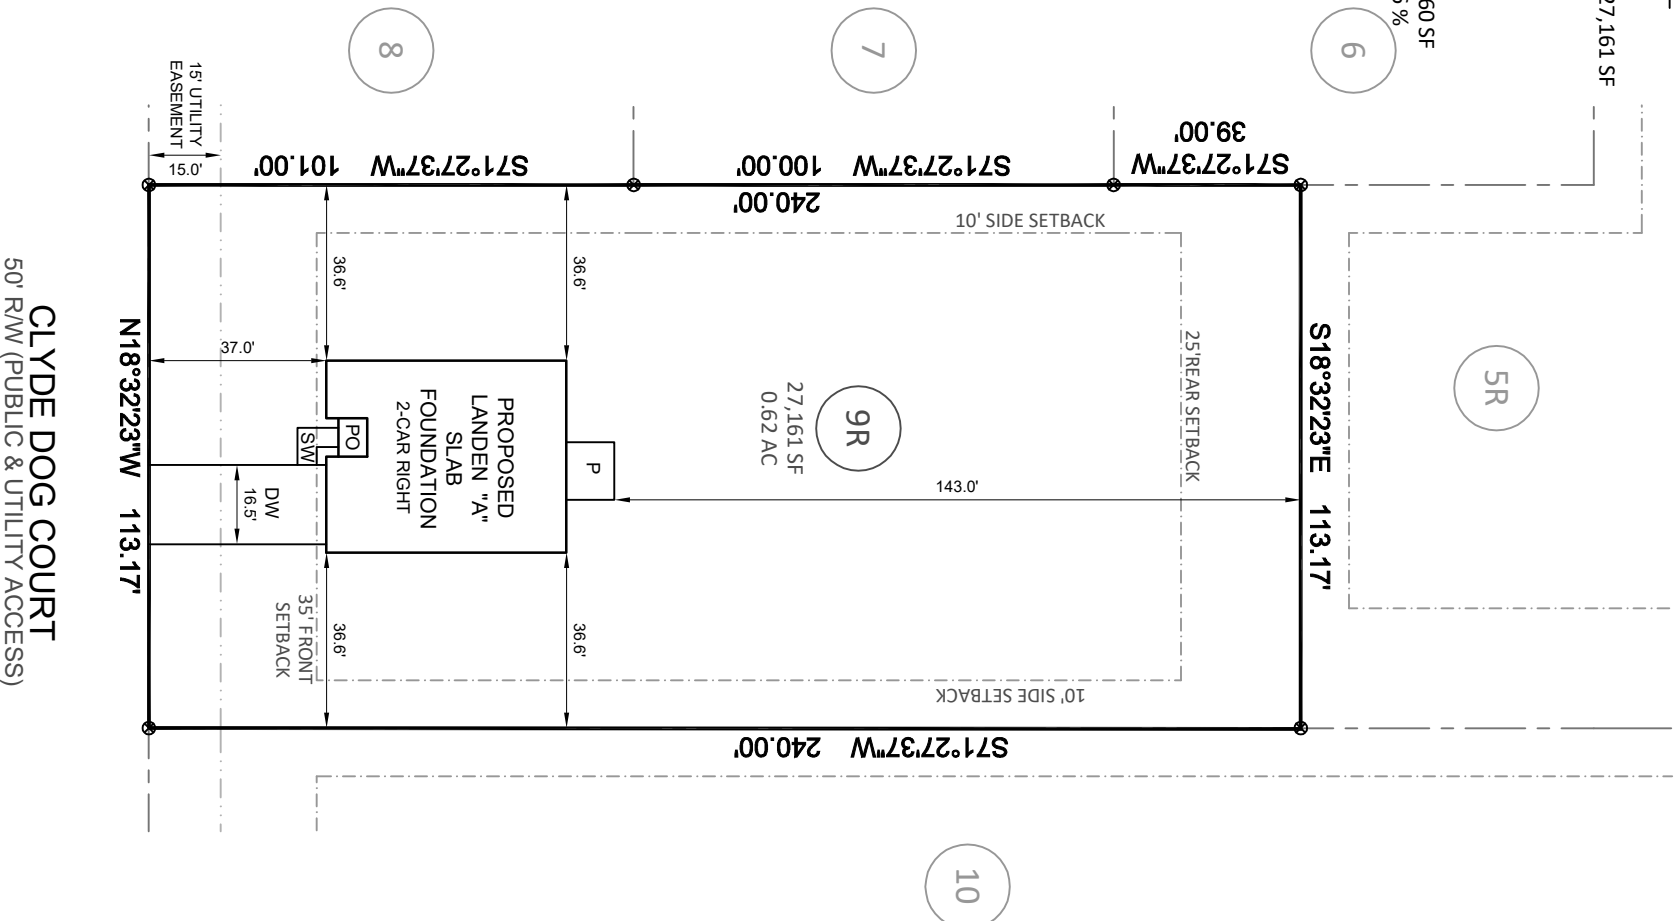 60 SF
%
27,161 SF
8
7
6
15' UTILITY
EASEMENT
15.0'
S71°27'37"W 101.00'
S71°27'37"W 100.00'
S71°27'37"W
39.00'
240.00'
10' SIDE SETBACK
36.6'
36.6'
25'REAR SETBACK
S18°32'23"E 113.17'
5R
9R
27,161 SF
0.62 AC
143.0'
P
PROPOSED
LANDEN "A"
SLAB
FOUNDATION
2-CAR RIGHT
PO
SW
37.0'
DW
16.5'
N18°32'23"W 113.17'
CLYDE DOG COURT
50' R/W (PUBLIC & UTILITY ACCESS)
35' FRONT
SETBACK
36.6'
36.6'
10' SIDE SETBACK
S71°27'37"W 240.00'
10